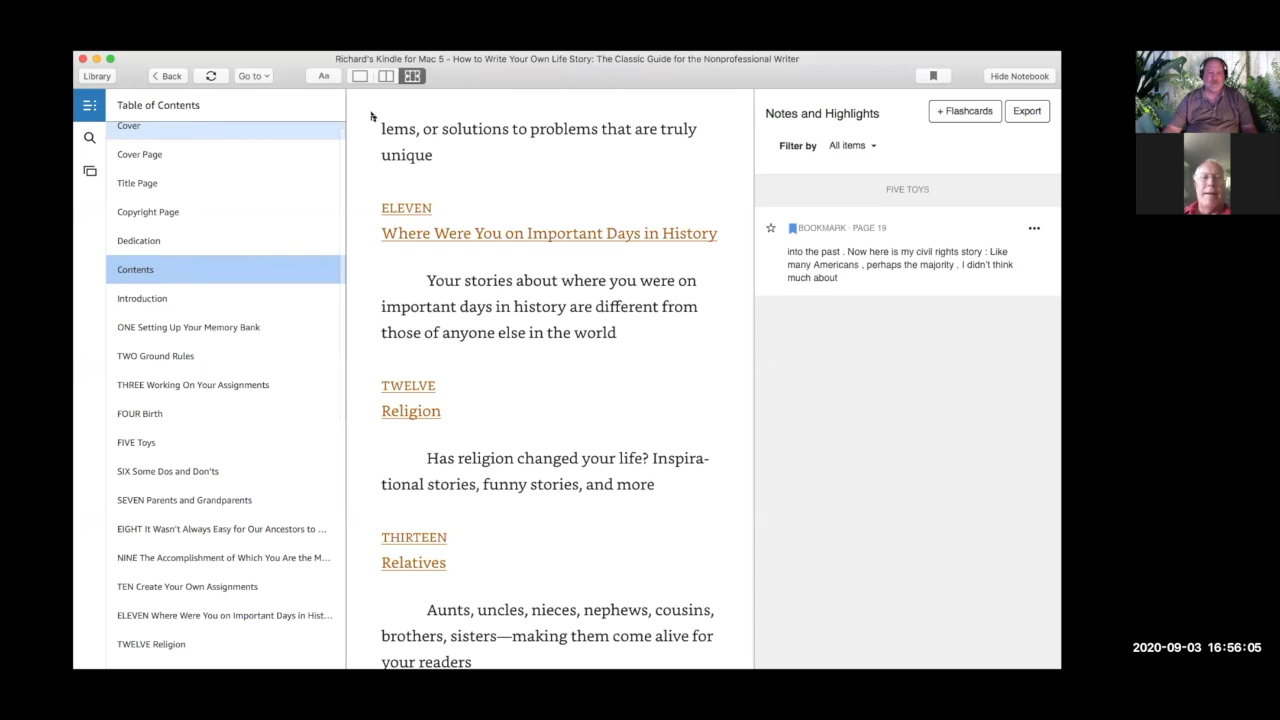 Richard's Kindle for Mac 5 - How to Write Your Own Life Story: The Classic Guide for the Nonprofessional Writer
Library
Back
Go to
Aa
Hide Notebook
Table of Contents
Cover
Cover Page
Title Page
Copyright Page
Dedication
Contents
Introduction
ONE Setting Up Your Memory Bank
TWO Ground Rules
THREE Working On Your Assignments
FOUR Birth
FIVE Toys
SIX Some Dos and Don'ts
SEVEN Parents and Grandparents
EIGHT It Wasn't Always Easy for Our Ancestors to ...
NINE The Accomplishment of Which You Are the M...
TEN Create Your Own Assignments
ELEVEN Where Were You on Important Days in Hist...
TWELVE Religion
lems, or solutions to problems that are truly
unique
ELEVEN
Where Were You on Important Days in History
Your stories about where you were on
important days in history are different from
those of anyone else in the world
TWELVE
Religion
Has religion changed your life? Inspira-
tional stories, funny stories, and more
THIRTEEN
Relatives
Aunts, uncles, nieces, nephews, cousins,
brothers, sisters—making them come alive for
your readers
Notes and Highlights
+ Flashcards
Export
Filter by
All items
FIVE TOYS
BOOKMARK · PAGE 19
into the past . Now here is my civil rights story : Like
many Americans , perhaps the majority , I didn't think
much about
2020-09-03 16:56:05